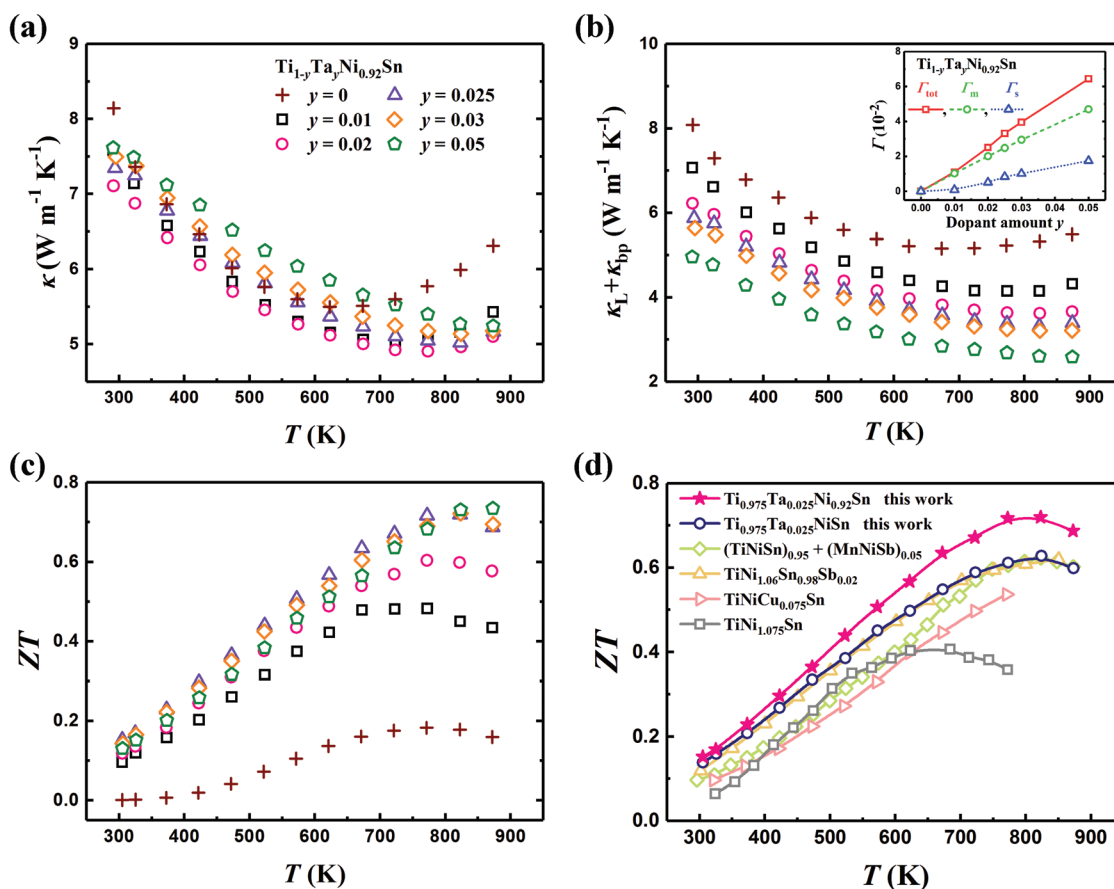 (a)
κ (W m⁻¹ K⁻¹)
9
8
7
6
5
Ti₁₋yTayNi₀.₉₂Sn
y = 0
y = 0.01
y = 0.02
y = 0.025
y = 0.03
y = 0.05
300 400 500 600 700 800 900
T (K)
(b)
κL+κbp (W m⁻¹ K⁻¹)
10
8
6
4
2
Ti₁₋yTayNi₀.₉₂Sn
Γtot, Γm, Γs
Γ (10⁻²)
8
6
4
2
0
0.00 0.01 0.02 0.03 0.04 0.05
Dopant amount y
300 400 500 600 700 800 900
T (K)
(c)
ZT
0.8
0.6
0.4
0.2
0.0
300 400 500 600 700 800 900
T (K)
(d)
ZT
0.8
0.6
0.4
0.2
0.0
Ti₀.₉₇₅Ta₀.₀₂₅Ni₀.₉₂Sn this work
Ti₀.₉₇₅Ta₀.₀₂₅NiSn this work
(TiNiSn)₀.₉₅ + (MnNiSb)₀.₀₅
TiNi₁.₀₆Sn₀.₉₈Sb₀.₀₂
TiNiCu₀.₀₇₅Sn
TiNi₁.₀₇₅Sn
300 400 500 600 700 800 900
T (K)